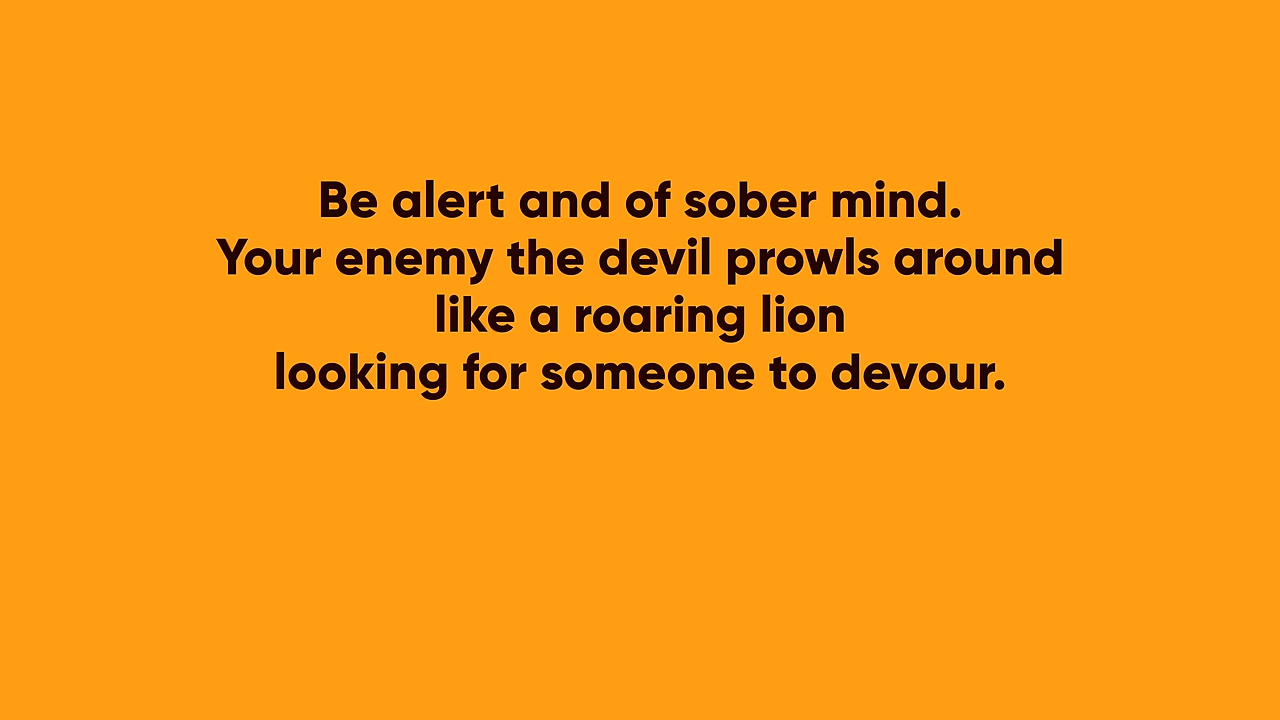 Be alert and of sober mind.
Your enemy the devil prowls around
like a roaring lion
looking for someone to devour.